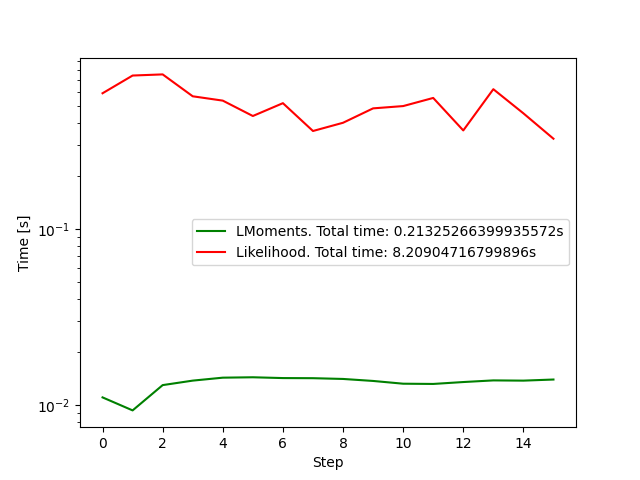 10⁻¹
10⁻²
Time [s]
LMoments. Total time: 0.21325266399935572s
Likelihood. Total time: 8.20904716799896s
0 2 4 6 8 10 12 14
Step